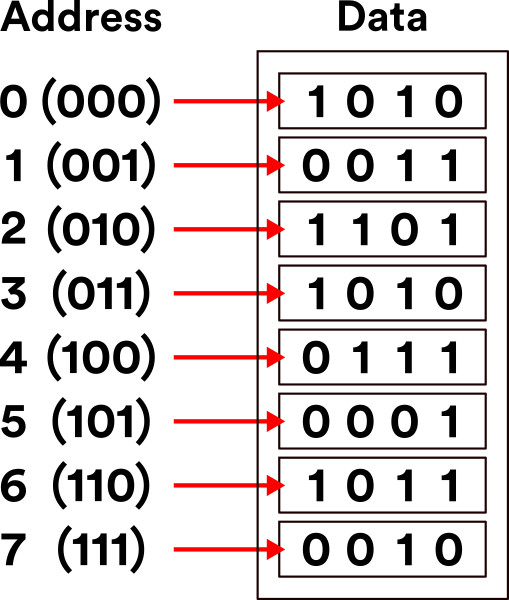 Address Data
0 (000) 1 0 1 0
1 (001) 0 0 1 1
2 (010) 1 1 0 1
3 (011) 1 0 1 0
4 (100) 0 1 1 1
5 (101) 0 0 0 1
6 (110) 1 0 1 1
7 (111) 0 0 1 0